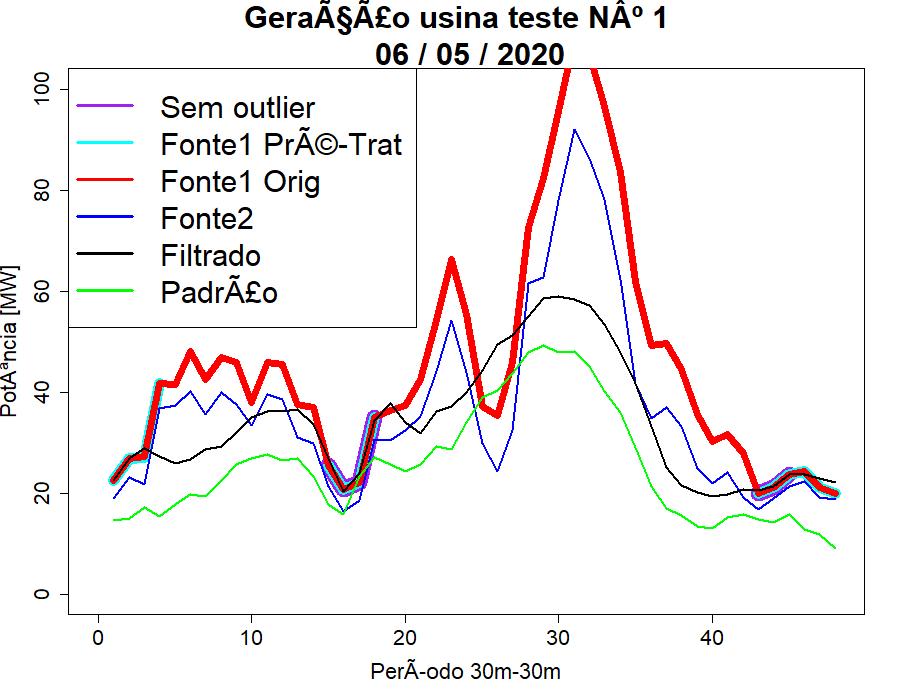 GeraÃ§Ã£o usina teste NÂº 1
06 / 05 / 2020
Sem outlier
Fonte1 PrÃ©-Trat
Fonte1 Orig
Fonte2
Filtrado
PadrÃ£o
PotÃªncia [MW]
100
80
60
40
20
0
0 10 20 30 40
PerÃ-odo 30m-30m